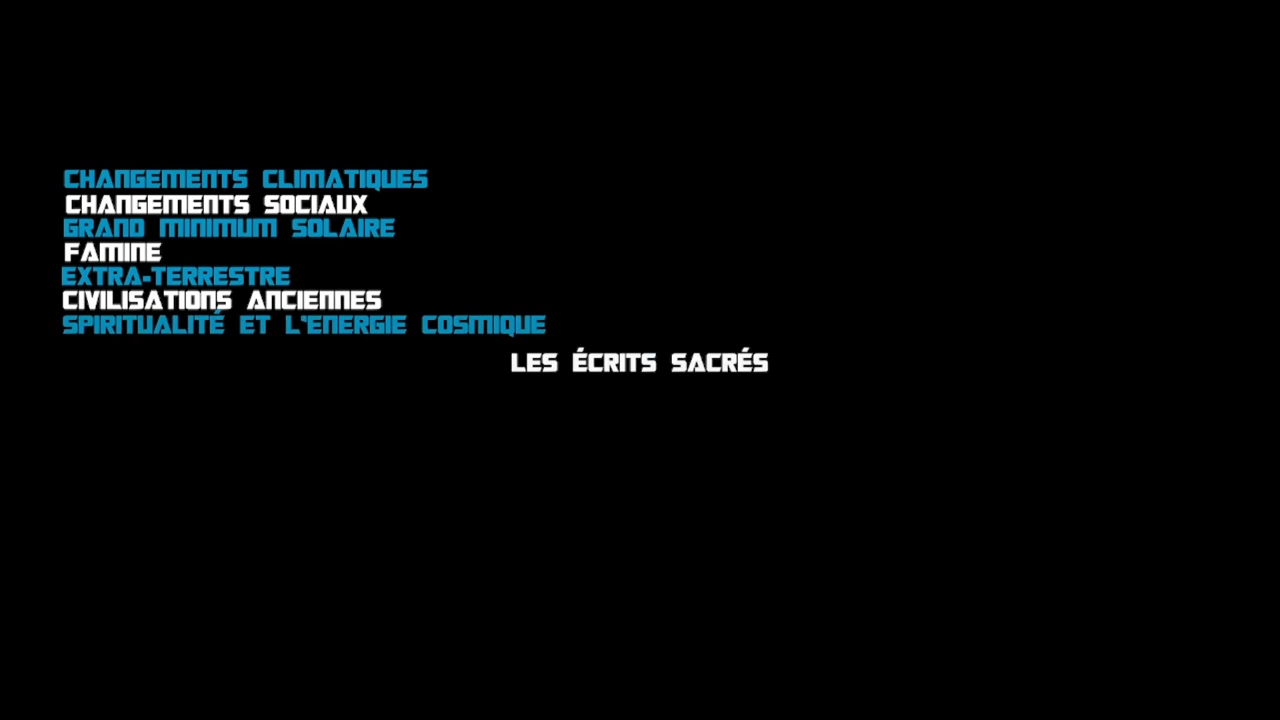 CHANGEMENTS CLIMATIQUES
CHANGEMENTS SOCIAUX
GRAND MINIMUM SOLAIRE
FAMINE
EXTRA-TERRESTRE
CIVILISATIONS ANCIENNES
SPIRITUALITÉ ET L'ENERGIE COSMIQUE
LES ÉCRITS SACRÉS